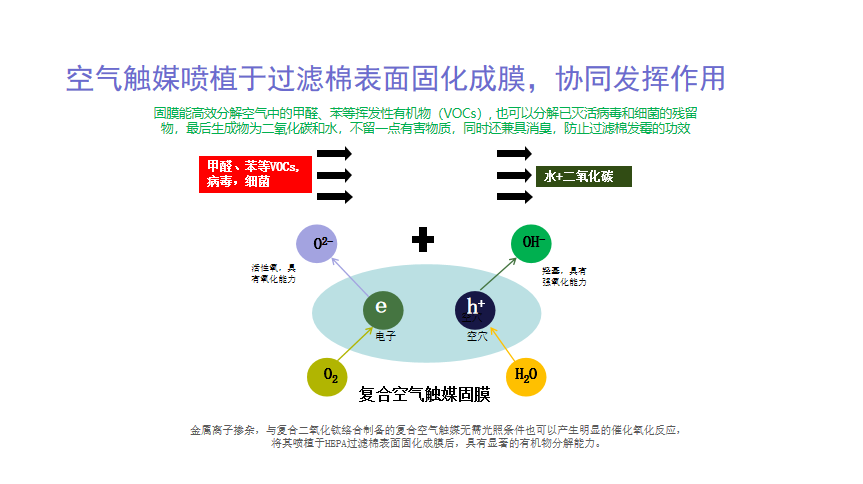 空气触媒喷植于过滤棉表面固化成膜，协同发挥作用
固膜能高效分解空气中的甲醛、苯等挥发性有机物（VOCs），也可以分解已灭活病毒和细菌的残留
物，最后生成物为二氧化碳和水，不留一点有害物质，同时还兼具消臭，防止过滤棉发霉的功效
甲醛、苯等VOCs,
病毒，细菌
水+二氧化碳
O²⁻
OH⁻
活性氧，具
有氧化能力
羟基，具有
强氧化能力
e
h⁺
电子
空穴
O₂
H₂O
复合空气触媒固膜
金属离子掺杂，与复合二氧化钛络合制备的复合空气触媒无需光照条件也可以产生明显的催化氧化反应，
将其喷植于HEPA过滤棉表面固化成膜后，具有显著的有机物分解能力。